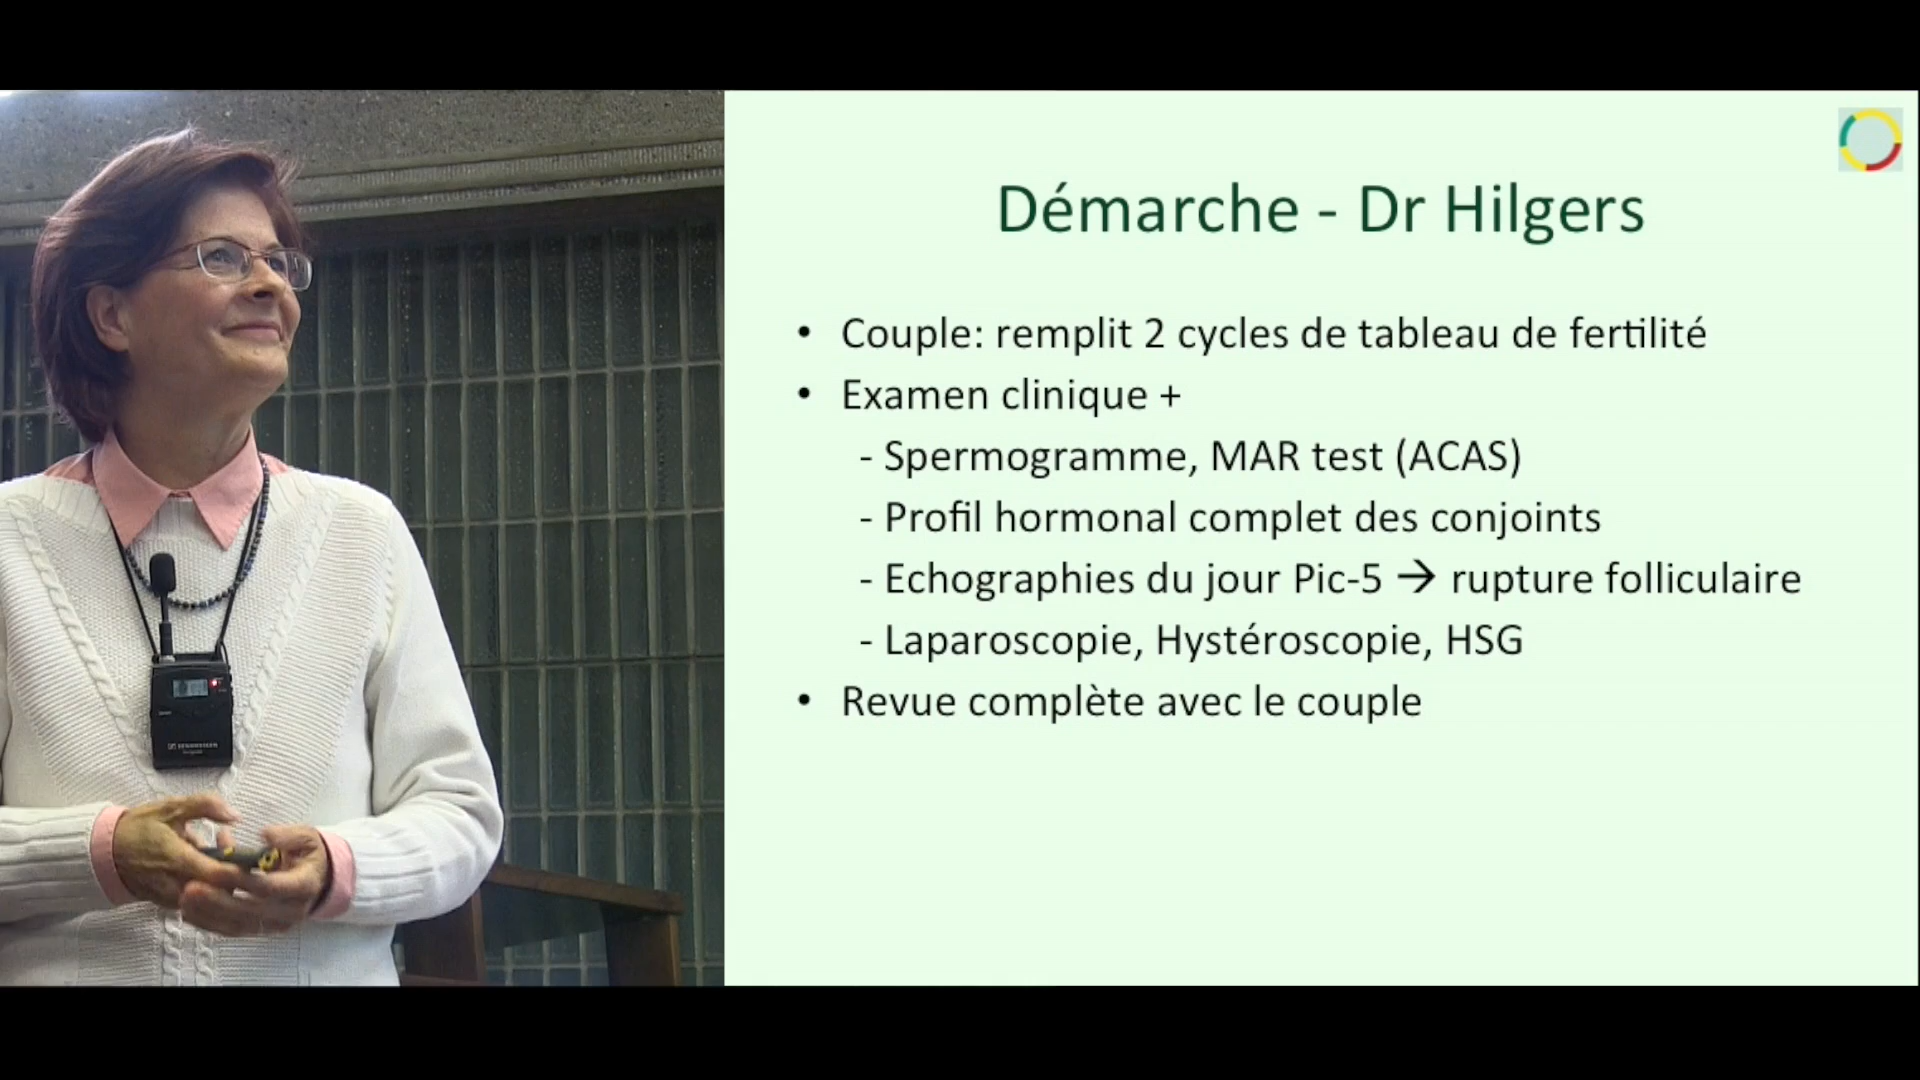 Démarche - Dr Hilgers
• Couple: remplit 2 cycles de tableau de fertilité
• Examen clinique +
- Spermogramme, MAR test (ACAS)
- Profil hormonal complet des conjoints
- Echographies du jour Pic-5 → rupture folliculaire
- Laparoscopie, Hystéroscopie, HSG
• Revue complète avec le couple